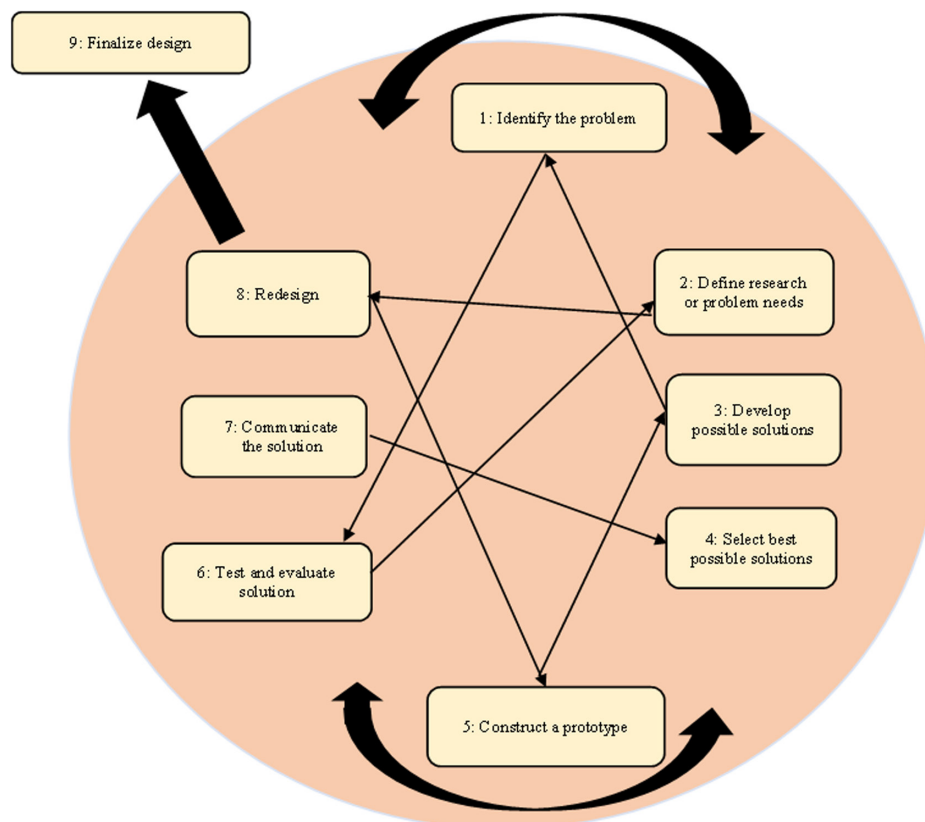 9: Finalize design
1: Identify the problem
2: Define research
or problem needs
8: Redesign
3: Develop
possible solutions
7: Communicate
the solution
4: Select best
possible solutions
6: Test and evaluate
solution
5: Construct a prototype